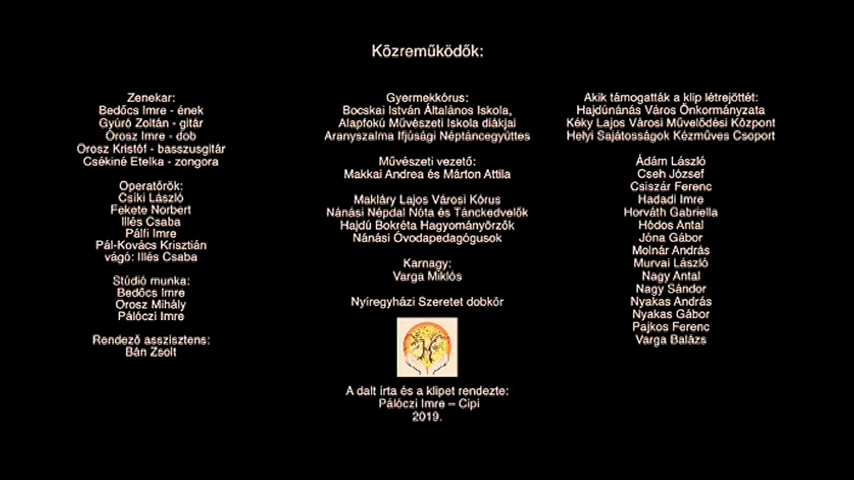 Közreműködők:
Zenekar:
Bedőcs Imre - ének
Gyúró Zoltán - gitár
Orosz Imre - dob
Orosz Kristóf - basszusgitár
Csékiné Etelka - zongora
Operatőrök:
Csiki László
Fekete Norbert
Illés Csaba
Pálfi Imre
Pál-Kovács Krisztián
vágó: Illés Csaba
Stúdió munka:
Bedőcs Imre
Orosz Mihály
Pálóczi Imre
Rendező asszisztens:
Bán Zsolt
Gyermekkórus:
Bocskai István Általános Iskola,
Alapfokú Művészeti Iskola diákjai
Aranyszalma Ifjúsági Néptáncegyüttes
Művészeti vezető:
Makkai Andrea és Márton Attila
Makláry Lajos Városi Kórus
Nánási Népdal Nóta és Tánckedvelők
Hajdú Bokréta Hagyományőrzők
Nánási Óvodapedagógusok
Karnagy:
Varga Miklós
Nyíregyházi Szeretet dobkör
A dalt írta és a klipet rendezte:
Pálóczi Imre – Cipi
2019.
Akik támogatták a klip létrejöttét:
Hajdúnánás Város Önkormányzata
Kéky Lajos Városi Művelődési Központ
Helyi Sajátosságok Kézműves Csoport
Ádám László
Cseh József
Csiszár Ferenc
Hadadi Imre
Horváth Gabriella
Hódos Antal
Jóna Gábor
Molnár András
Murvai László
Nagy Antal
Nagy Sándor
Nyakas András
Nyakas Gábor
Pajkos Ferenc
Varga Balázs